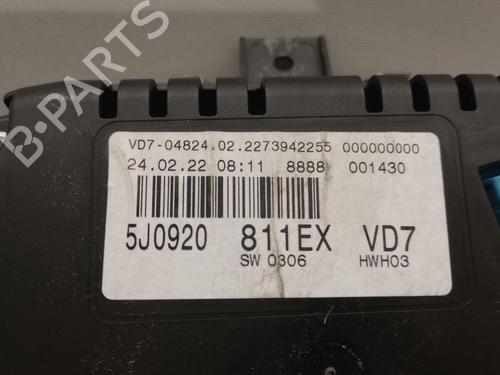 B-PARTS
VD7-04824.02.2273942255 000000000
24.02.22 08:11 8888 001430
5J0920 811EX VD7
SW 0306 HWH03